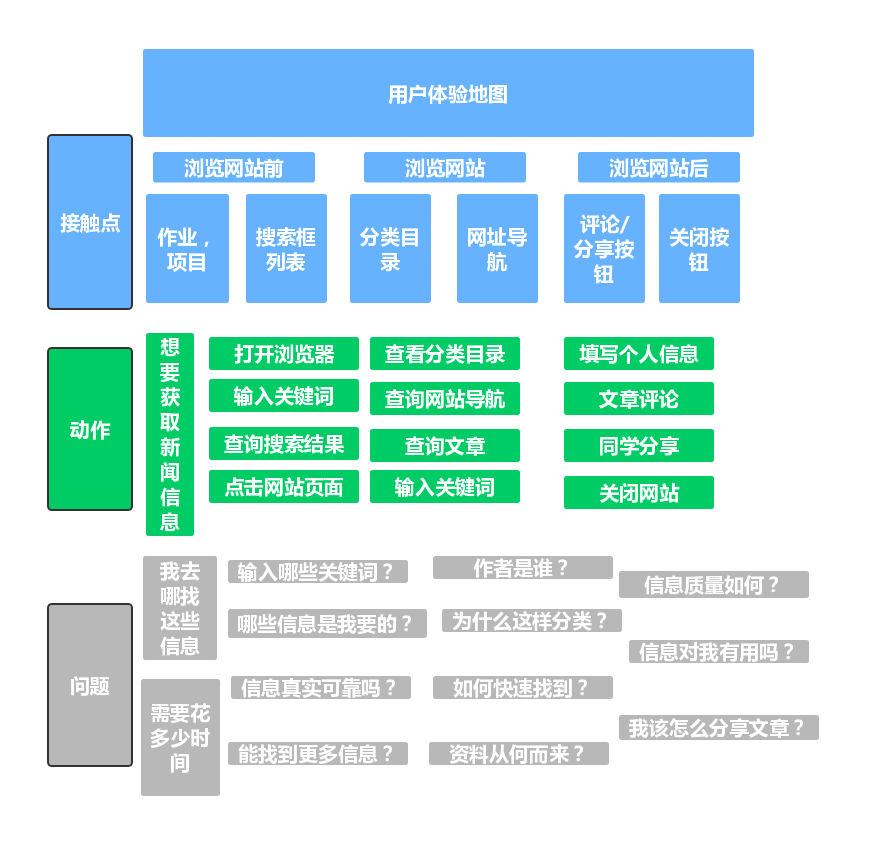 用户体验地图
浏览网站前
浏览网站
浏览网站后
接触点
作业，
项目
搜索框
列表
分类目
录
网址导
航
评论/
分享按
钮
关闭按
钮
动作
想
要
获
取
新
闻
信
息
打开浏览器
查看分类目录
填写个人信息
输入关键词
查询网站导航
文章评论
查询搜索结果
查询文章
同学分享
点击网站页面
输入关键词
关闭网站
问题
我去
哪找
这些
信息
输入哪些关键词？
作者是谁？
信息质量如何？
哪些信息是我要的？
为什么这样分类？
信息对我有用吗？
需要花
多少时
间
信息真实可靠吗？
如何快速找到？
我该怎么分享文章？
能找到更多信息？
资料从何而来？